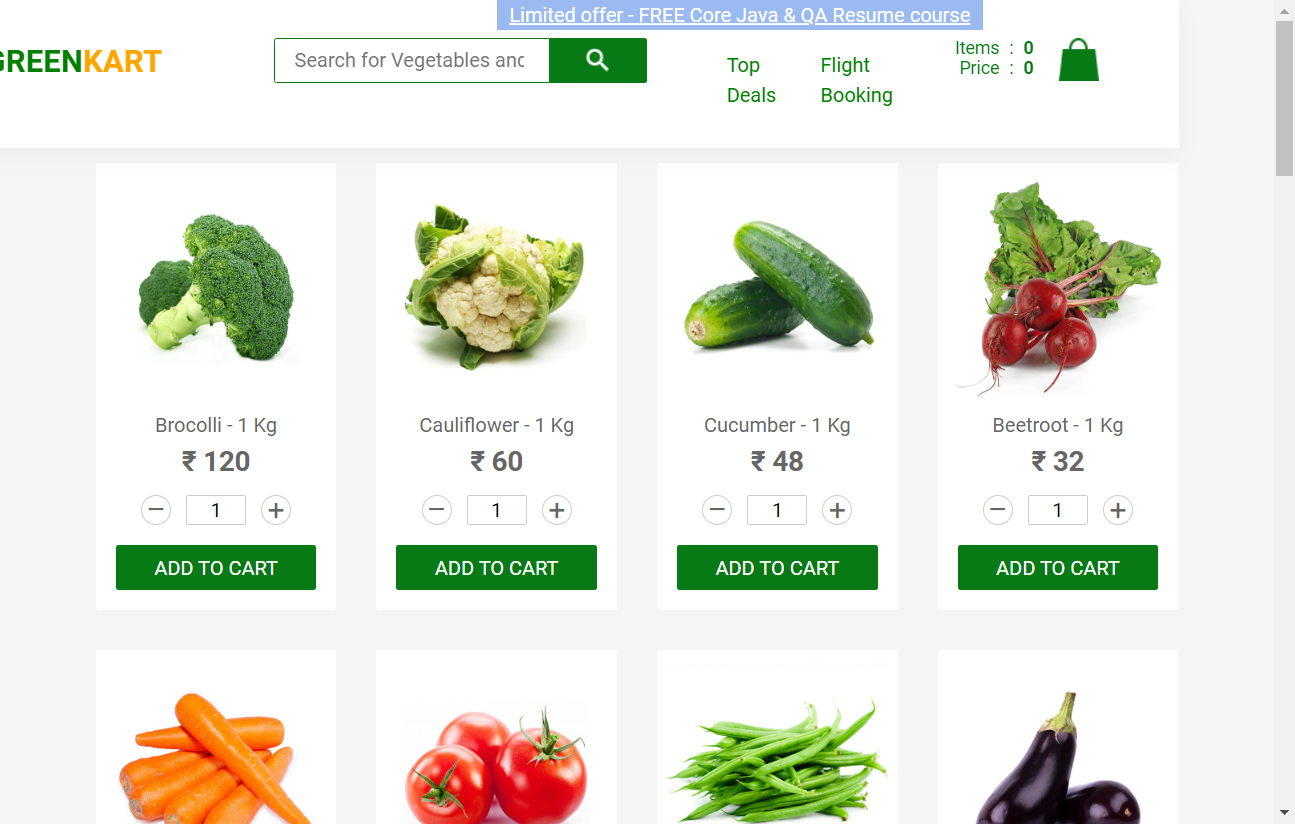 Limited offer - FREE Core Java & QA Resume course
GREENKART
Search for Vegetables and
Top Deals
Flight Booking
Items : 0
Price : 0
Brocolli - 1 Kg
₹ 120
− 1 +
ADD TO CART
Cauliflower - 1 Kg
₹ 60
− 1 +
ADD TO CART
Cucumber - 1 Kg
₹ 48
− 1 +
ADD TO CART
Beetroot - 1 Kg
₹ 32
− 1 +
ADD TO CART